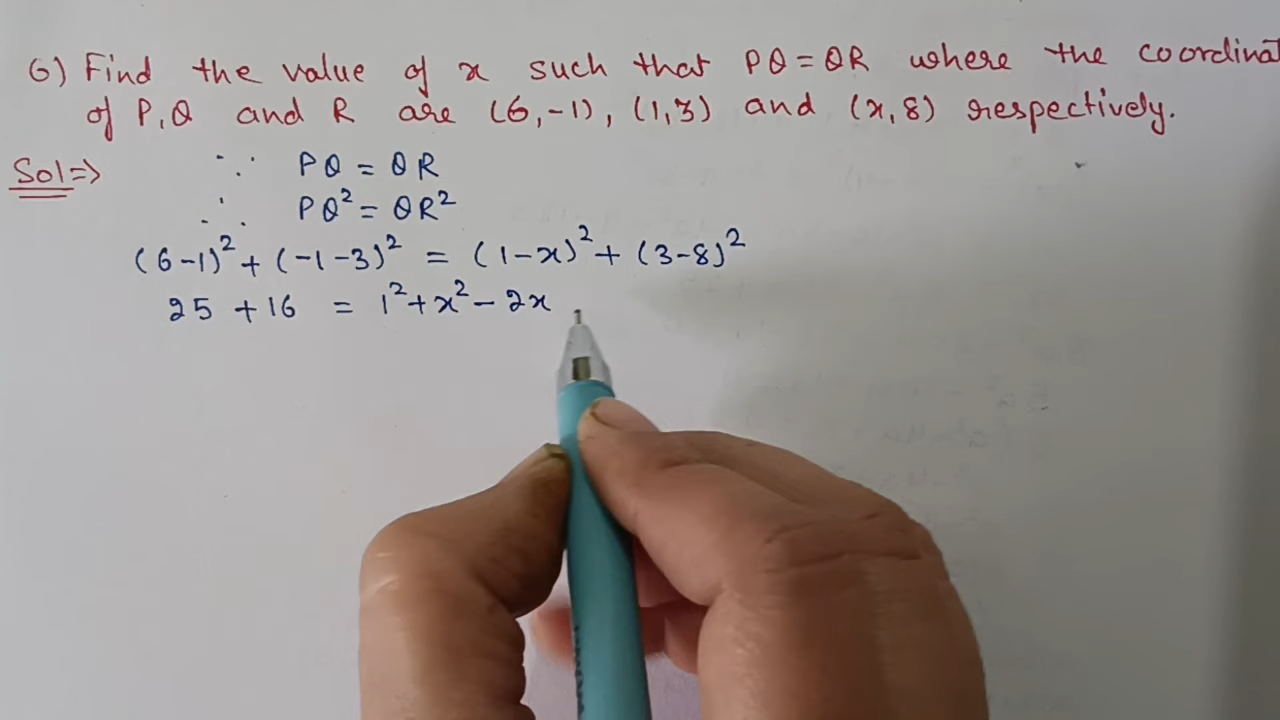 6) Find the value of x such that PQ = QR where the coordinat
of P, Q and R are (6,-1), (1,3) and (x,8) respectively.
Sol=> ∵ PQ = QR
∴ PQ² = QR²
(6-1)² + (-1-3)² = (1-x)² + (3-8)²
25 + 16 = 1² + x² - 2x